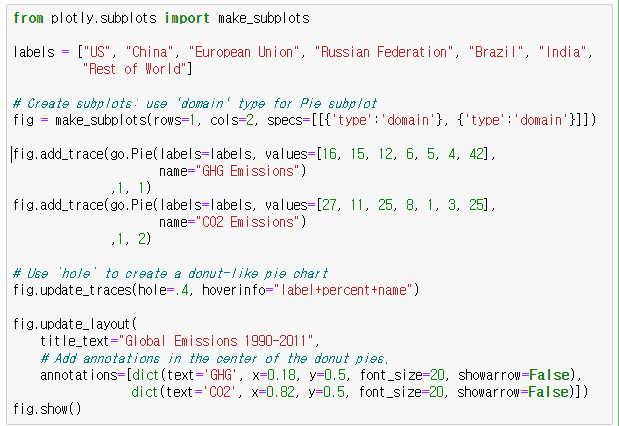 from plotly.subplots import make_subplots
labels = ["US", "China", "European Union", "Russian Federation", "Brazil", "India",
"Rest of World"]
# Create subplots: use 'domain' type for Pie subplot
fig = make_subplots(rows=1, cols=2, specs=[[{'type':'domain'}, {'type':'domain'}]])
fig.add_trace(go.Pie(labels=labels, values=[16, 15, 12, 6, 5, 4, 42],
name="GHG Emissions")
,1, 1)
fig.add_trace(go.Pie(labels=labels, values=[27, 11, 25, 8, 1, 3, 25],
name="CO2 Emissions")
,1, 2)
# Use `hole` to create a donut-like pie chart
fig.update_traces(hole=.4, hoverinfo="label+percent+name")
fig.update_layout(
title_text="Global Emissions 1990-2011",
# Add annotations in the center of the donut pies.
annotations=[dict(text='GHG', x=0.18, y=0.5, font_size=20, showarrow=False),
dict(text='CO2', x=0.82, y=0.5, font_size=20, showarrow=False)])
fig.show()